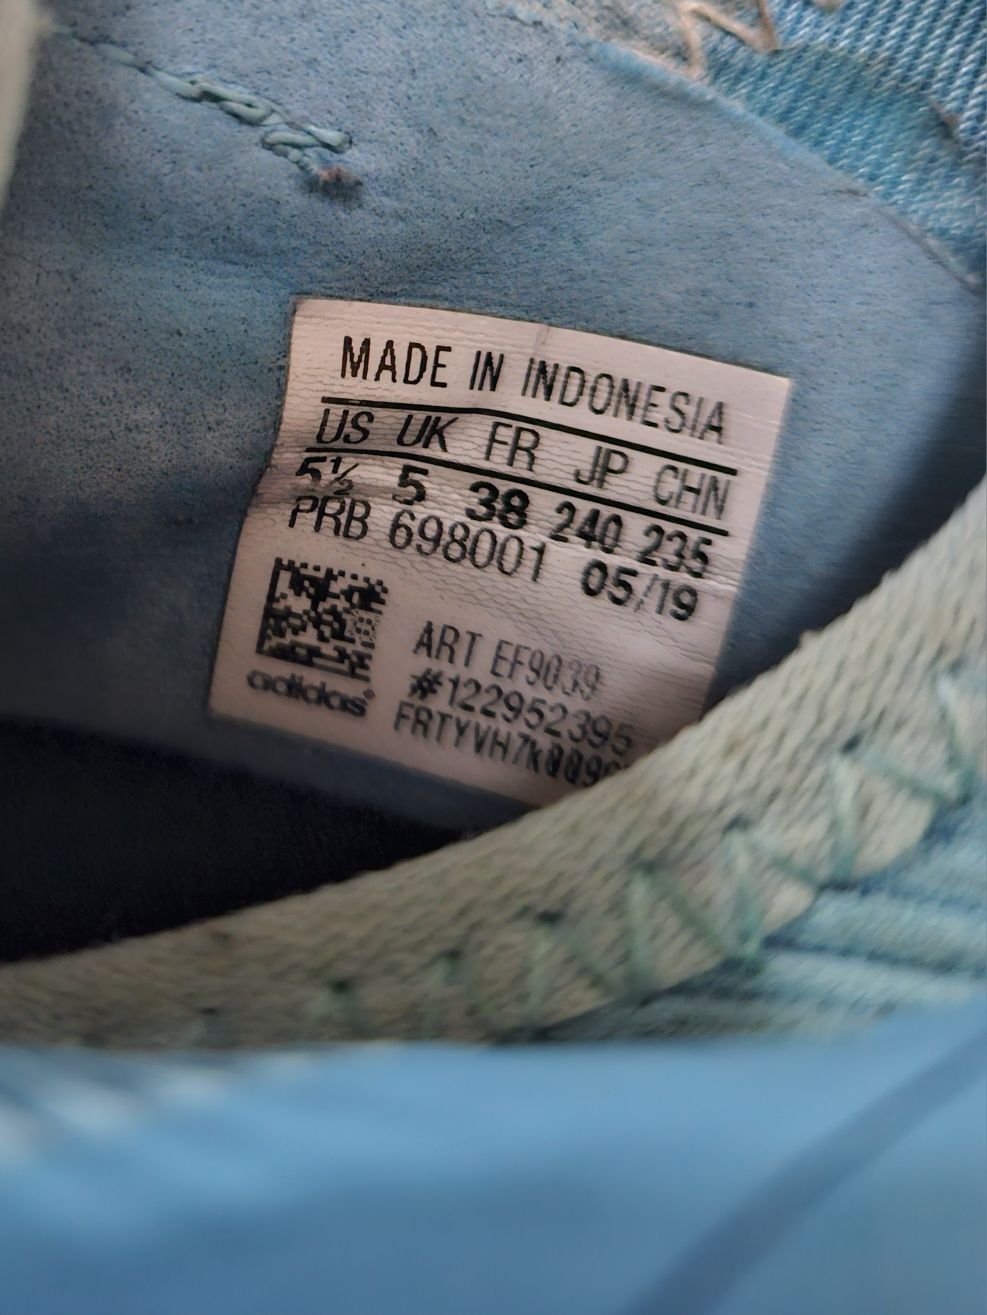 MADE IN INDONESIA
US UK FR JP CHN
5½ 5 38 240 235
PRB 698001 05/19
ART EF9039
#122952395
adidas